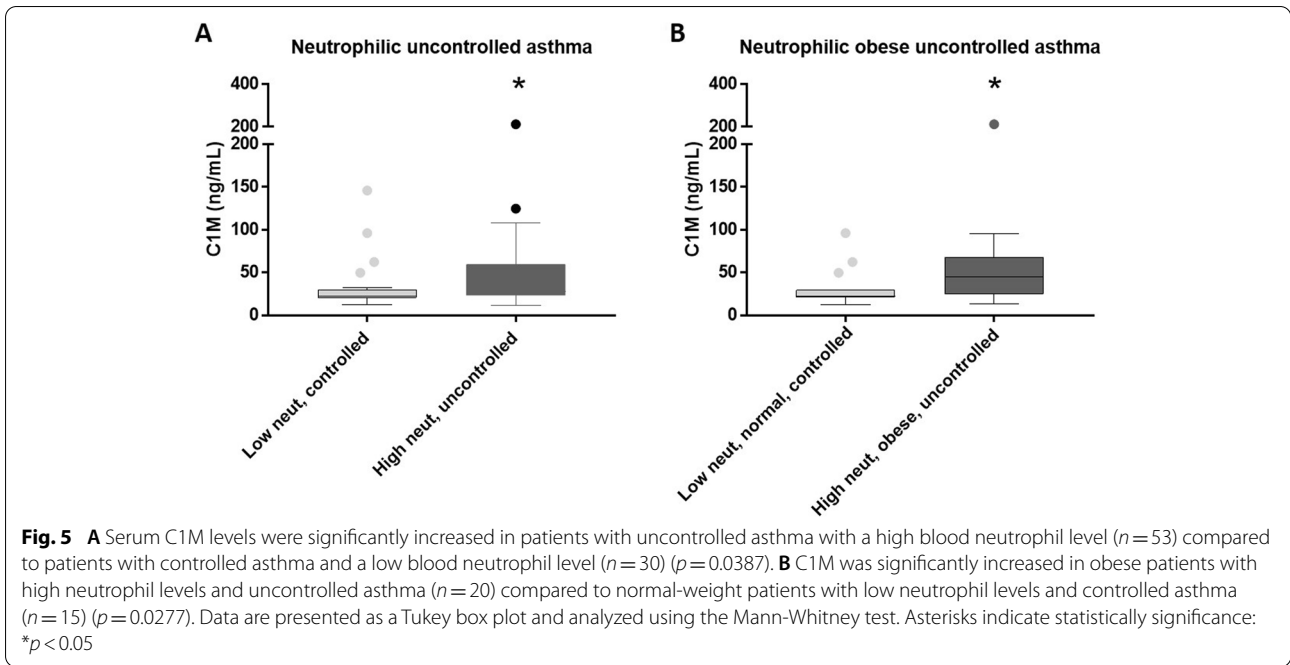 A
Neutrophilic uncontrolled asthma
400
200
200
150
100
50
0
C1M (ng/mL)
*
Low neut, controlled
High neut, uncontrolled
B
Neutrophilic obese uncontrolled asthma
400
200
200
150
100
50
0
C1M (ng/mL)
*
Low neut, normal, controlled
High neut, obese, uncontrolled
Fig. 5 A Serum C1M levels were significantly increased in patients with uncontrolled asthma with a high blood neutrophil level (n = 53) compared
to patients with controlled asthma and a low blood neutrophil level (n = 30) (p = 0.0387). B C1M was significantly increased in obese patients with
high neutrophil levels and uncontrolled asthma (n = 20) compared to normal-weight patients with low neutrophil levels and controlled asthma
(n = 15) (p = 0.0277). Data are presented as a Tukey box plot and analyzed using the Mann-Whitney test. Asterisks indicate statistically significance:
*p < 0.05